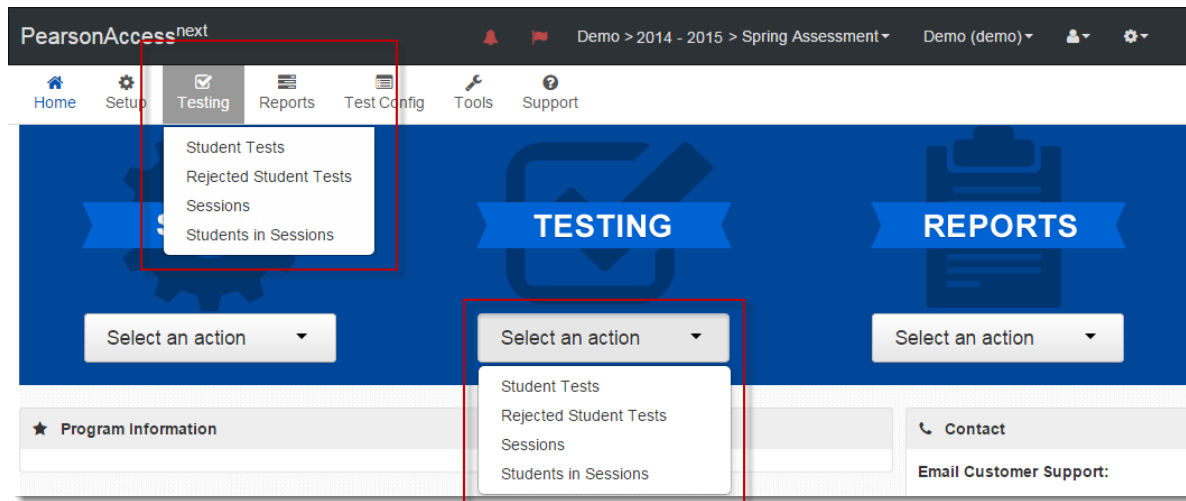 PearsonAccessnext
Demo > 2014 - 2015 > Spring Assessment
Demo (demo)
Home
Setup
Testing
Reports
Test Config
Tools
Support
Student Tests
Rejected Student Tests
Sessions
Students in Sessions
S
TESTING
REPORTS
Select an action
Select an action
Select an action
Student Tests
Rejected Student Tests
Sessions
Students in Sessions
Program Information
Contact
Email Customer Support: